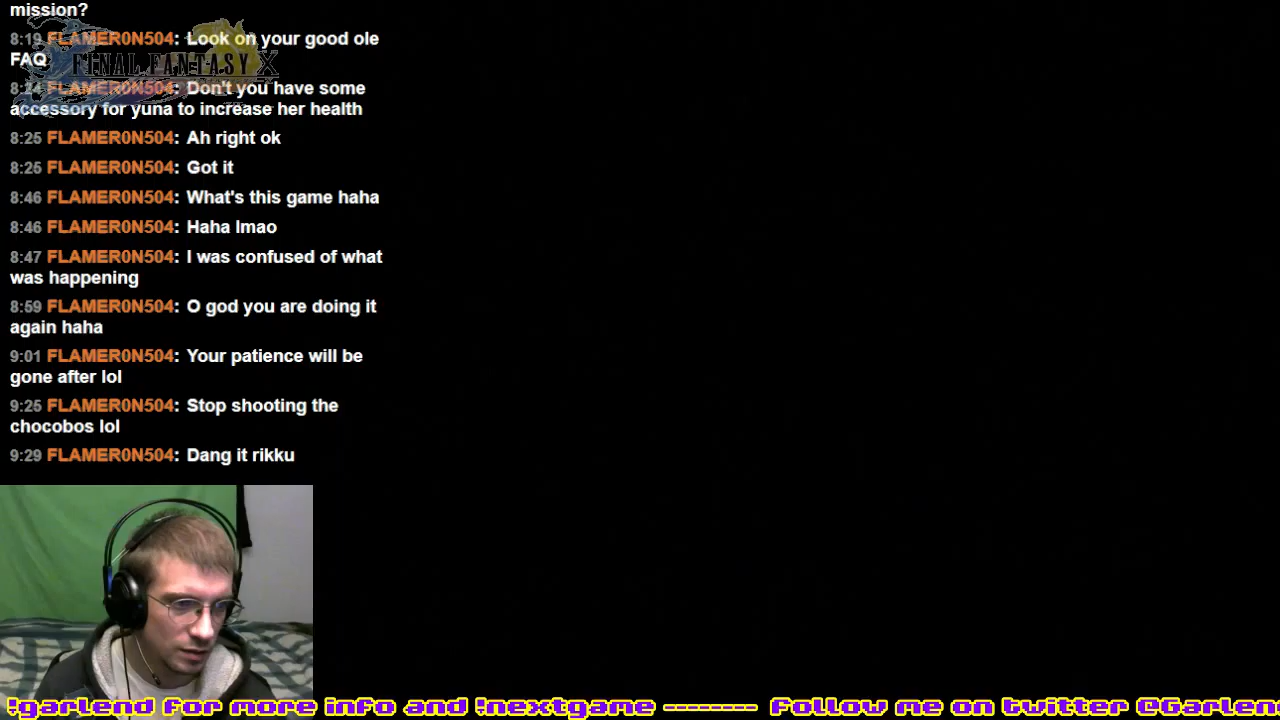 mission?
8:19 FLAMER0N504: Look on your good ole
FAQ
FINAL FANTASY X
8:24 FLAMER0N504: Don't you have some
accessory for yuna to increase her health
8:25 FLAMER0N504: Ah right ok
8:25 FLAMER0N504: Got it
8:46 FLAMER0N504: What's this game haha
8:46 FLAMER0N504: Haha lmao
8:47 FLAMER0N504: I was confused of what
was happening
8:59 FLAMER0N504: O god you are doing it
again haha
9:01 FLAMER0N504: Your patience will be
gone after lol
9:25 FLAMER0N504: Stop shooting the
chocobos lol
9:29 FLAMER0N504: Dang it rikku
!garlend for more info and !nextgame -------- Follow me on twitter @Garlen